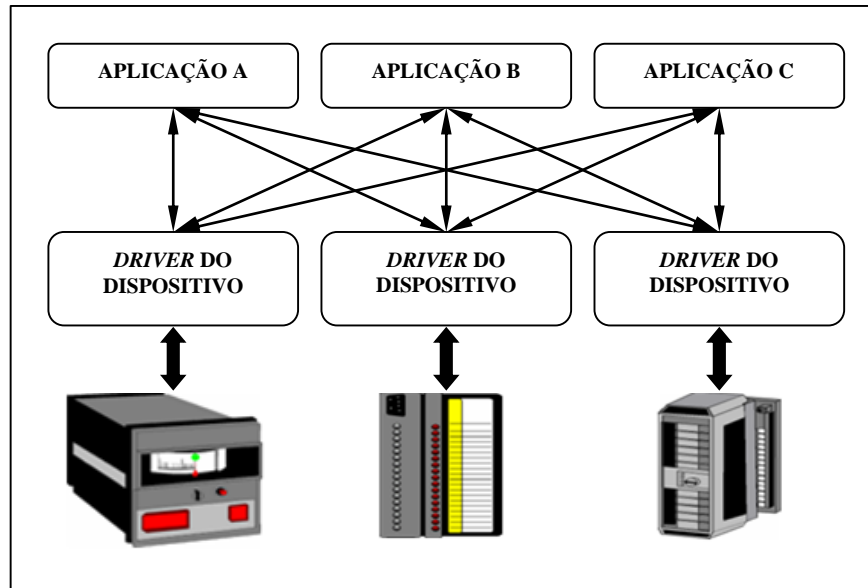 APLICAÇÃO A
APLICAÇÃO B
APLICAÇÃO C
DRIVER DO
DISPOSITIVO
DRIVER DO
DISPOSITIVO
DRIVER DO
DISPOSITIVO